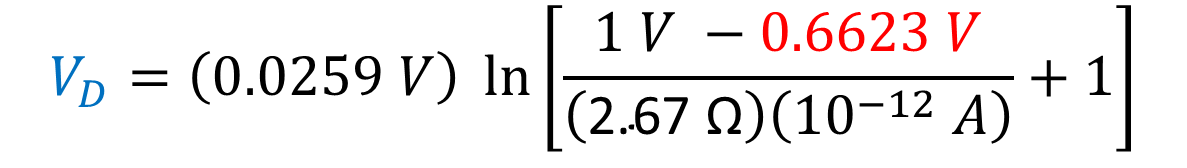 V_D = (0.0259 V) ln [ (1 V − 0.6623 V) / ((2..67 Ω)(10^−12 A)) + 1 ]